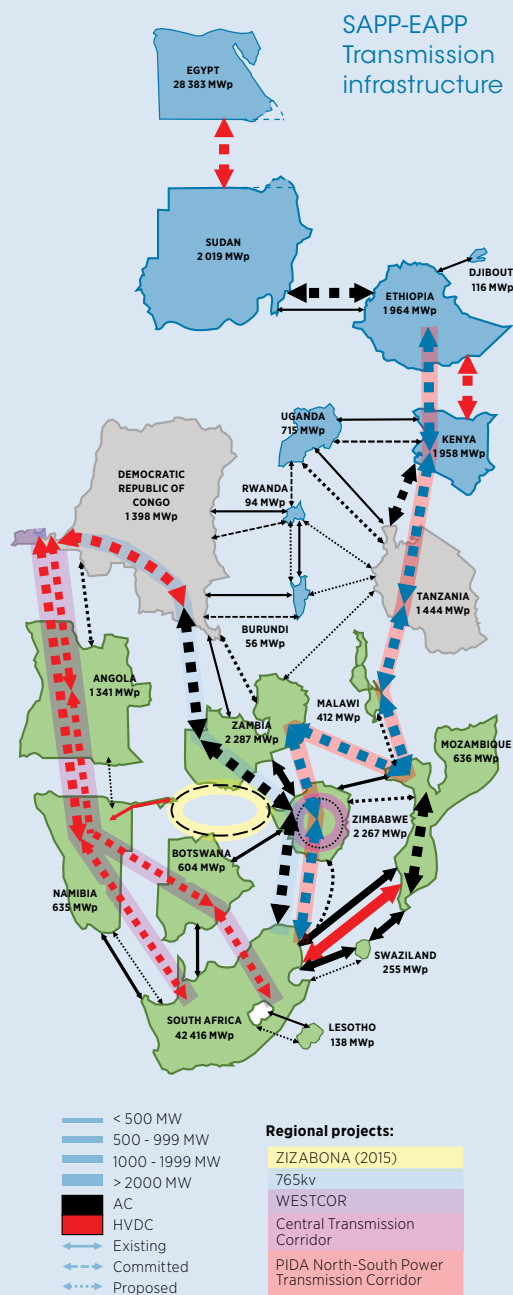 SAPP-EAPP
Transmission
infrastructure
EGYPT
28 383 MWp
SUDAN
2 019 MWp
DJIBOUT
116 MWp
ETHIOPIA
1 964 MWp
UGANDA
715 MWp
KENYA
1 958 MWp
DEMOCRATIC
REPUBLIC OF
CONGO
1 398 MWp
RWANDA
94 MWp
TANZANIA
1 444 MWp
BURUNDI
56 MWp
ANGOLA
1 341 MWp
ZAMBIA
2 287 MWp
MALAWI
412 MWp
MOZAMBIQUE
636 MWp
ZIMBABWE
2 267 MWp
BOTSWANA
604 MWp
NAMIBIA
635 MWp
SWAZILAND
255 MWp
SOUTH AFRICA
42 416 MWp
LESOTHO
138 MWp
< 500 MW
500 - 999 MW
1000 - 1999 MW
> 2000 MW
AC
HVDC
Existing
Committed
Proposed
Regional projects:
ZIZABONA (2015)
765kv
WESTCOR
Central Transmission
Corridor
PIDA North-South Power
Transmission Corridor